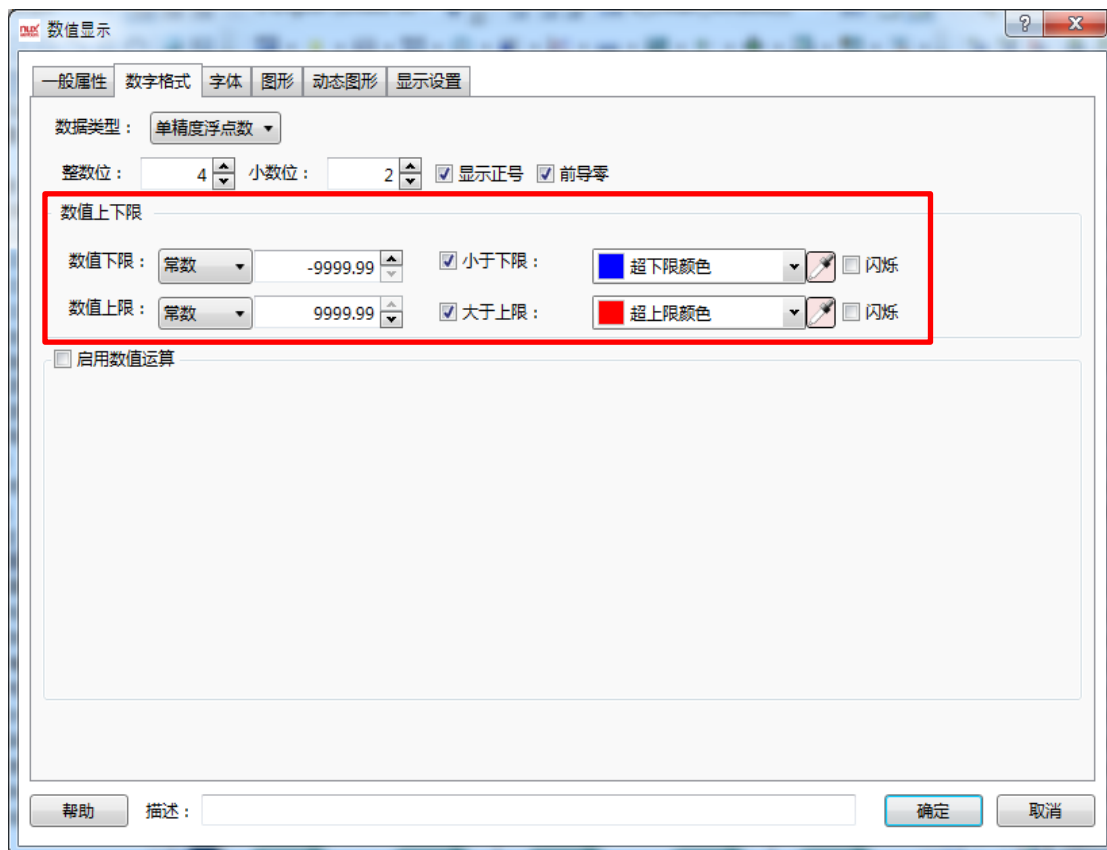 数值显示
一般属性 数字格式 字体 图形 动态图形 显示设置
数据类型： 单精度浮点数
整数位： 4 小数位： 2 显示正号 前导零
数值上下限
数值下限： 常数 -9999.99 小于下限： 超下限颜色 闪烁
数值上限： 常数 9999.99 大于上限： 超上限颜色 闪烁
启用数值运算
帮助 描述： 确定 取消